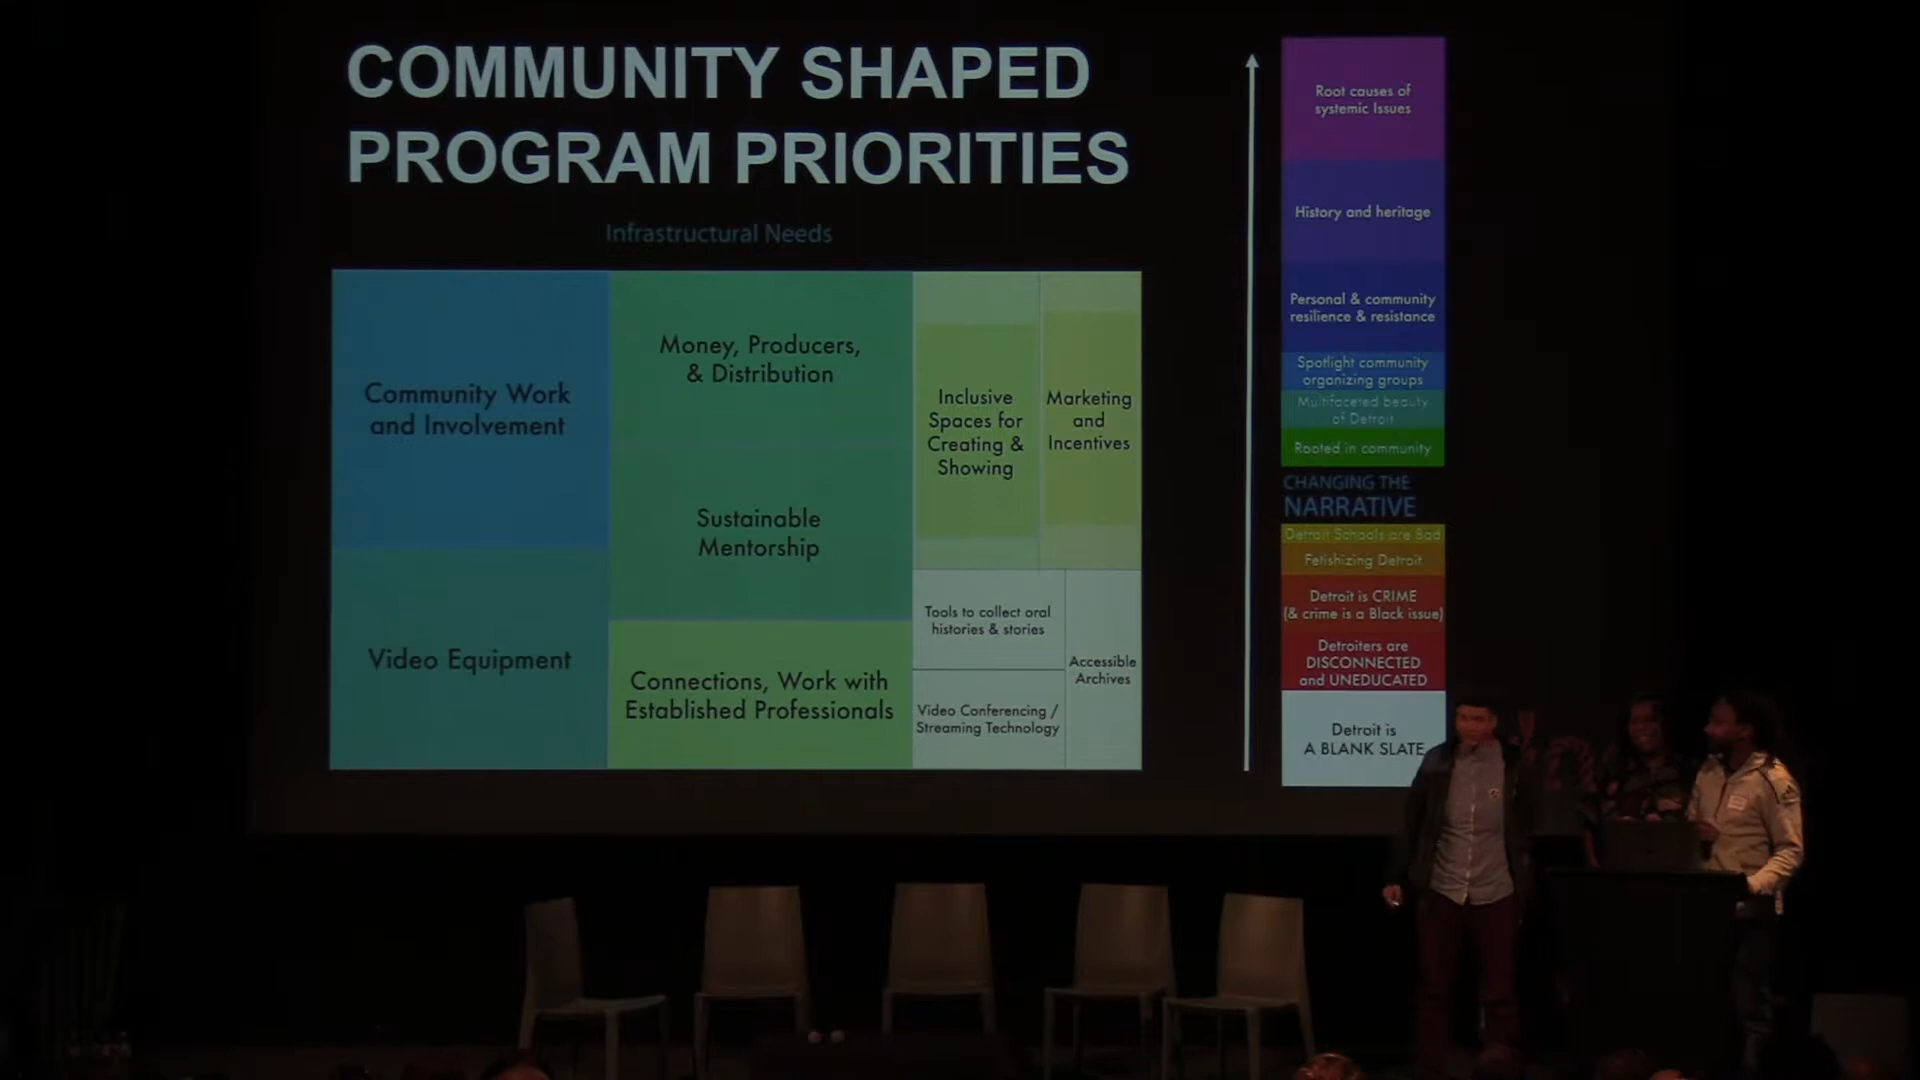 COMMUNITY SHAPED
PROGRAM PRIORITIES
Infrastructural Needs
Community Work
and Involvement
Video Equipment
Money, Producers,
& Distribution
Sustainable
Mentorship
Connections, Work with
Established Professionals
Inclusive
Spaces for
Creating &
Showing
Marketing
and
Incentives
Tools to collect oral
histories & stories
Video Conferencing /
Streaming Technology
Accessible
Archives
Root causes of
systemic Issues
History and heritage
Personal & community
resilience & resistance
Spotlight community
organizing groups
Multifaceted beauty
of Detroit
Rooted in community
CHANGING THE
NARRATIVE
Detroit Schools are Bad
Fetishizing Detroit
Detroit is CRIME
(& crime is a Black issue)
Detroiters are
DISCONNECTED
and UNEDUCATED
Detroit is
A BLANK SLATE